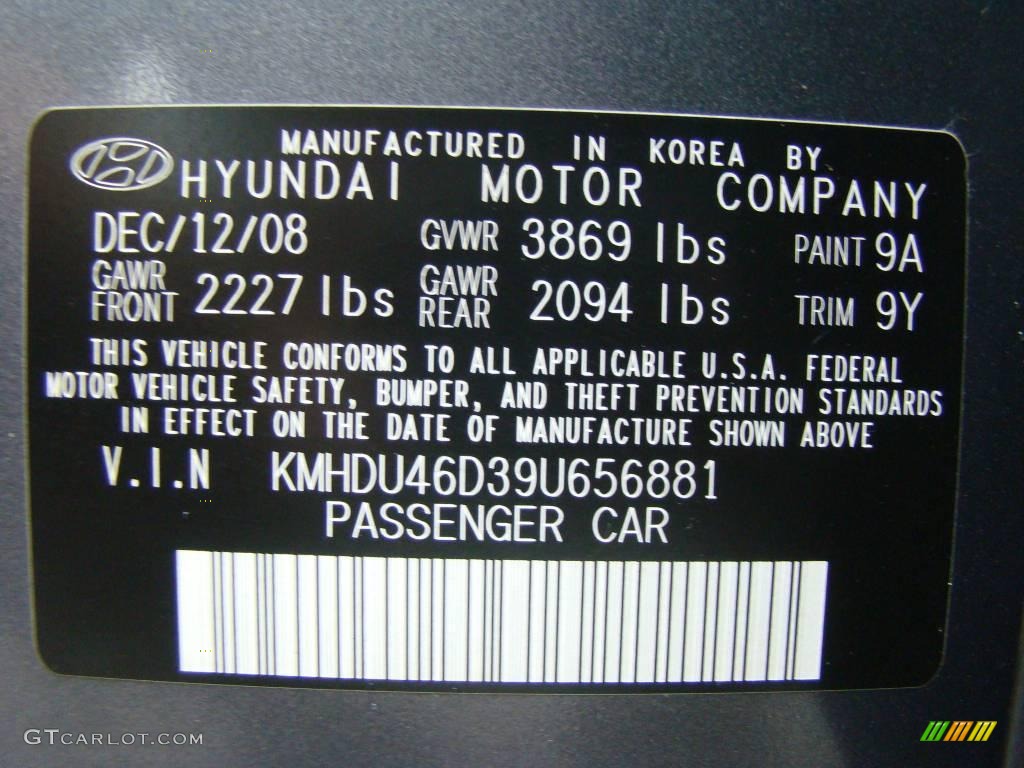 MANUFACTURED IN KOREA BY
HYUNDAI MOTOR COMPANY
DEC/12/08 GVWR 3869 lbs PAINT 9A
GAWR FRONT 2227 lbs GAWR REAR 2094 lbs TRIM 9Y
THIS VEHICLE CONFORMS TO ALL APPLICABLE U.S.A. FEDERAL
MOTOR VEHICLE SAFETY, BUMPER, AND THEFT PREVENTION STANDARDS
IN EFFECT ON THE DATE OF MANUFACTURE SHOWN ABOVE
V.I.N KMHDU46D39U656881
PASSENGER CAR
GTCARLOT.COM